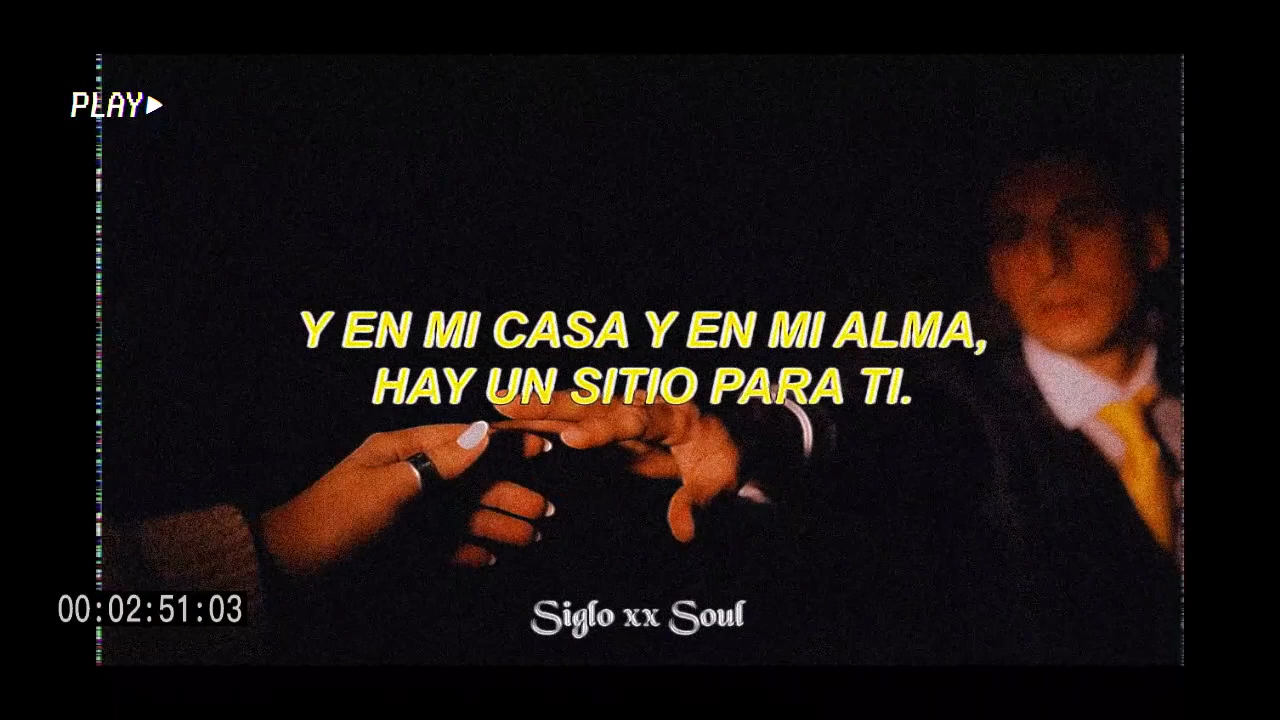 PLAY
Y EN MI CASA Y EN MI ALMA,
HAY UN SITIO PARA TI.
00:02:51:03
Siglo xx Soul